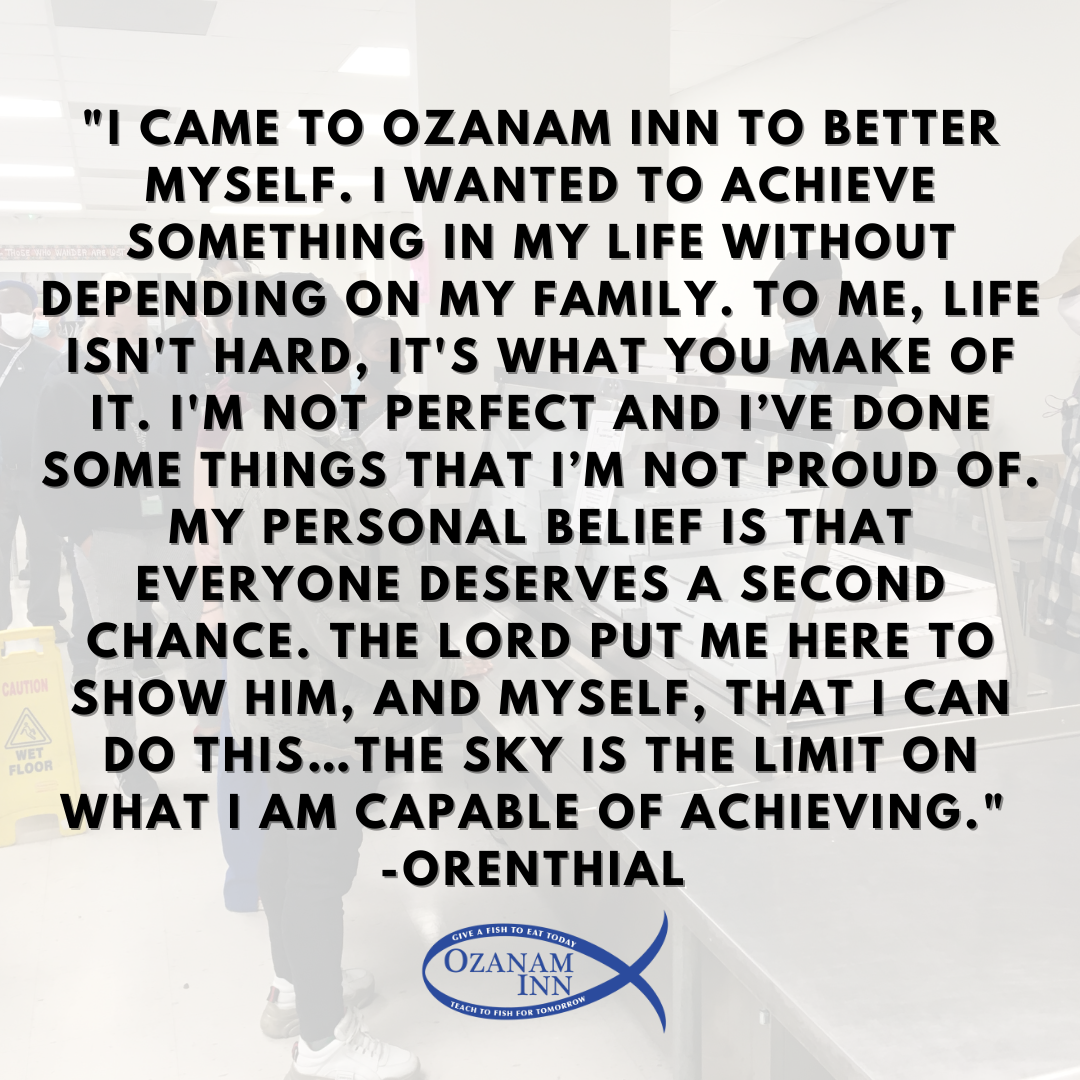 "I CAME TO OZANAM INN TO BETTER
MYSELF. I WANTED TO ACHIEVE
SOMETHING IN MY LIFE WITHOUT
DEPENDING ON MY FAMILY. TO ME, LIFE
ISN'T HARD, IT'S WHAT YOU MAKE OF
IT. I'M NOT PERFECT AND I’VE DONE
SOME THINGS THAT I’M NOT PROUD OF.
MY PERSONAL BELIEF IS THAT
EVERYONE DESERVES A SECOND
CHANCE. THE LORD PUT ME HERE TO
SHOW HIM, AND MYSELF, THAT I CAN
DO THIS...THE SKY IS THE LIMIT ON
WHAT I AM CAPABLE OF ACHIEVING."
-ORENTHIAL
CAUTION
WET
FLOOR
GIVE A FISH TO EAT TODAY
OZANAM
INN
TEACH TO FISH FOR TOMORROW